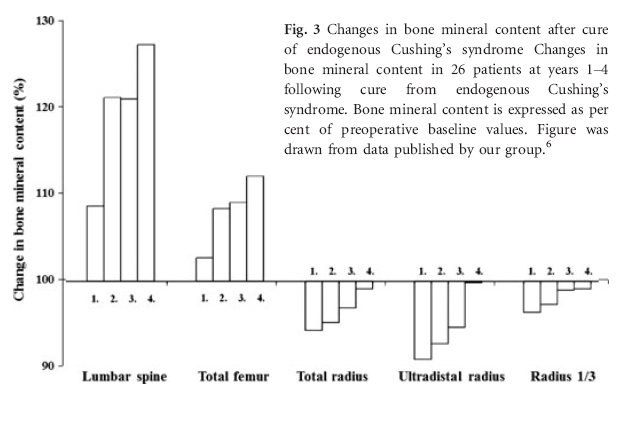 130
120
110
100
90
Change in bone mineral content (%)
Fig. 3 Changes in bone mineral content after cure
of endogenous Cushing's syndrome Changes in
bone mineral content in 26 patients at years 1–4
following cure from endogenous Cushing's
syndrome. Bone mineral content is expressed as per
cent of preoperative baseline values. Figure was
drawn from data published by our group.6
1. 2. 3. 4.
1. 2. 3. 4.
1. 2. 3. 4.
1. 2. 3. 4.
1. 2. 3. 4.
Lumbar spine
Total femur
Total radius
Ultradistal radius
Radius 1/3